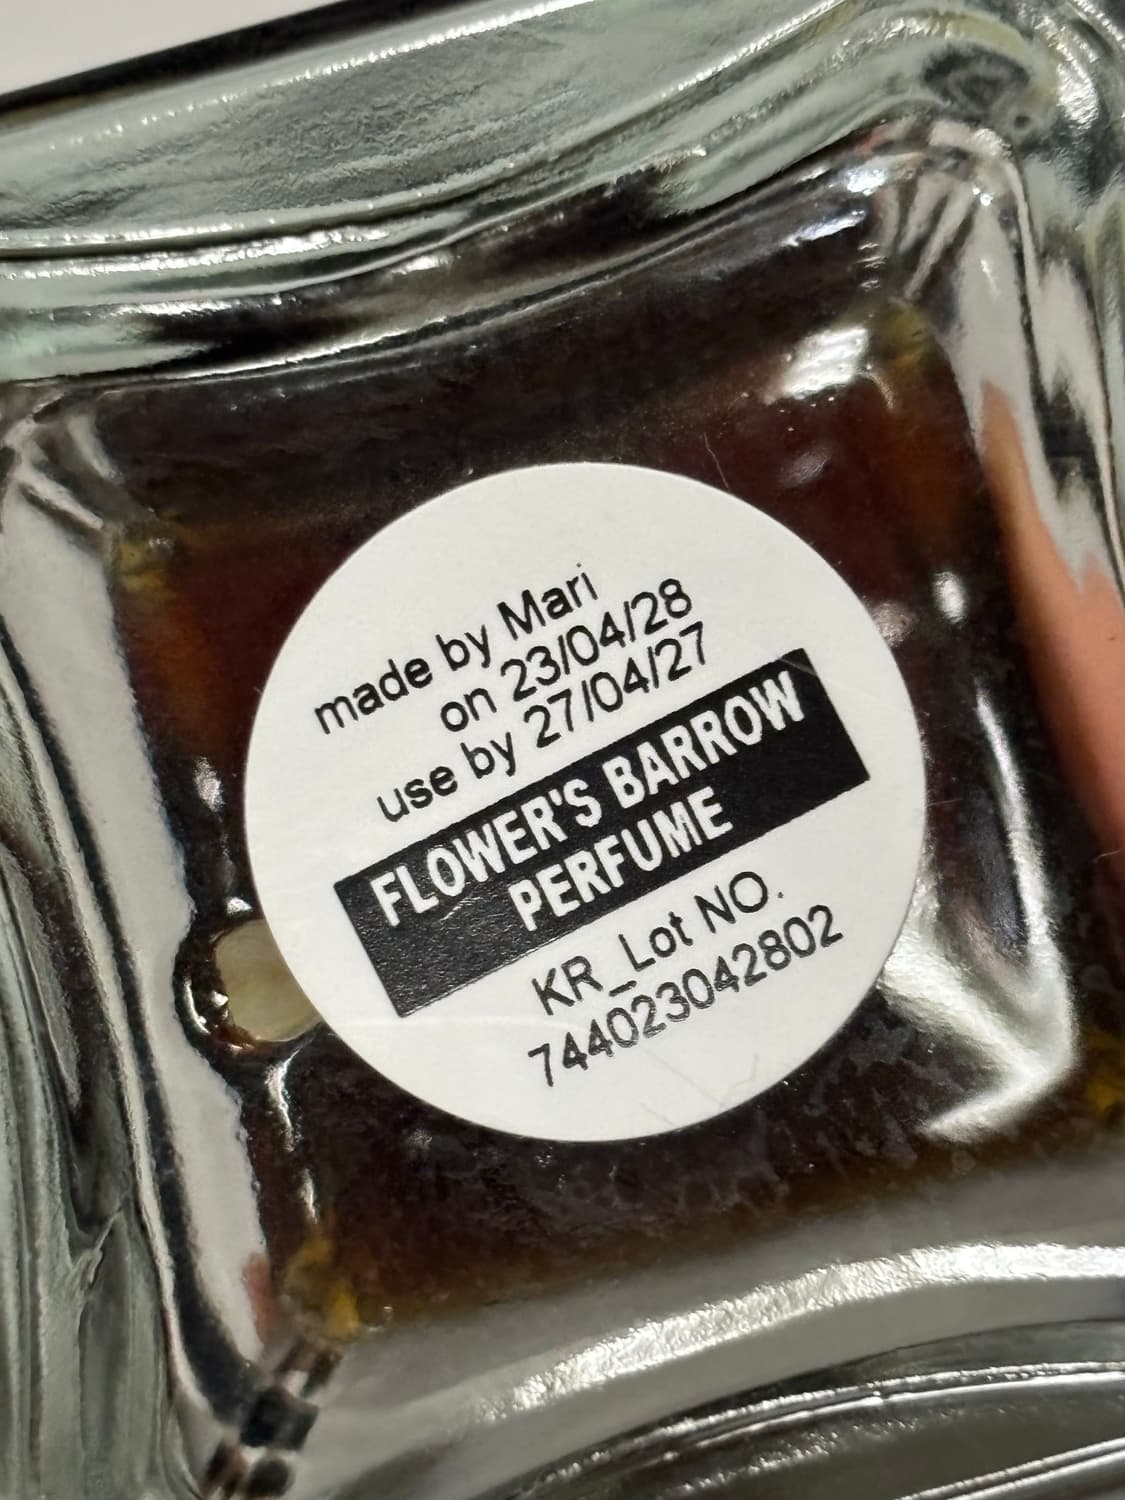 made by Mari
on 23/04/28
use by 27/04/27
FLOWER'S BARROW
PERFUME
KR_Lot NO.
744023042802